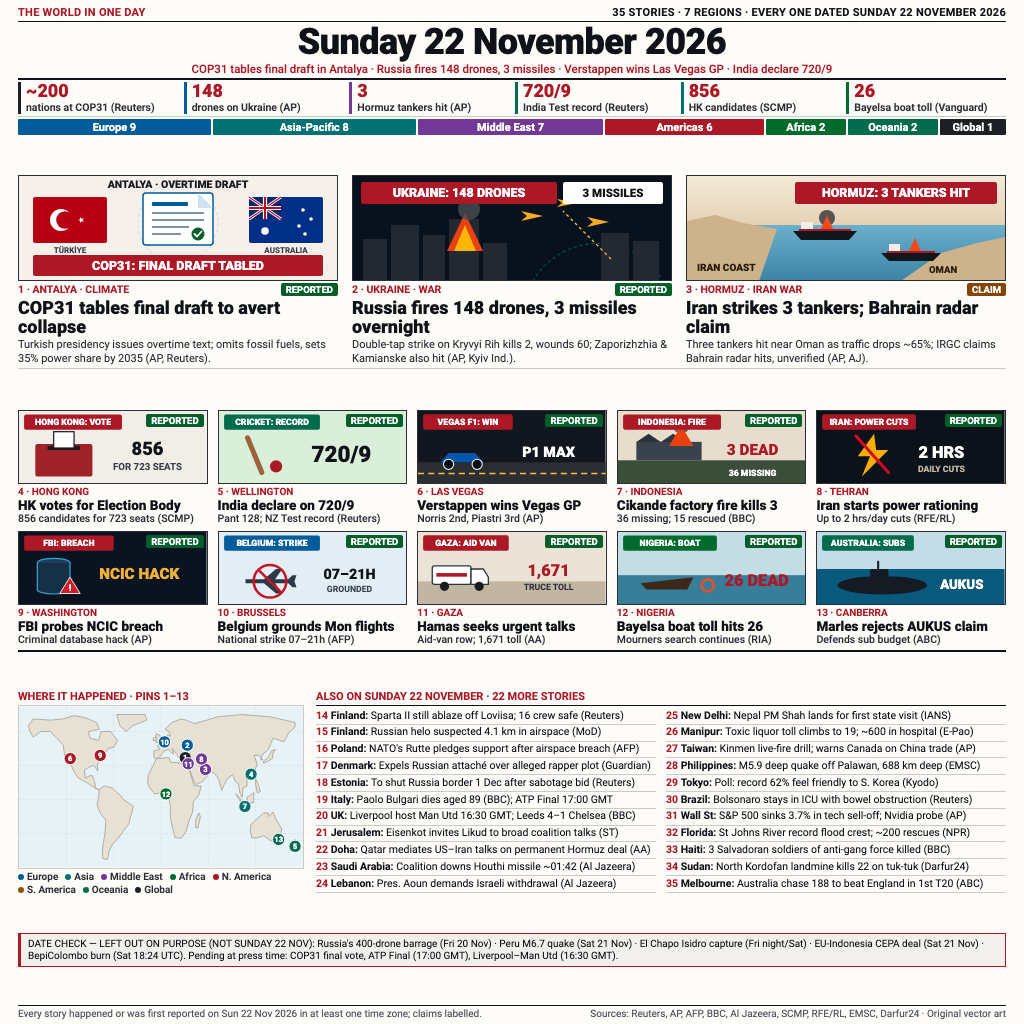 THE WORLD IN ONE DAY
35 STORIES · 7 REGIONS · EVERY ONE DATED SUNDAY 22 NOVEMBER 2026
Sunday 22 November 2026
COP31 tables final draft in Antalya · Russia fires 148 drones, 3 missiles · Verstappen wins Las Vegas GP · India declare 720/9
~200
nations at COP31 (Reuters)
148
drones on Ukraine (AP)
3
Hormuz tankers hit (AP)
720/9
India Test record (Reuters)
856
HK candidates (SCMP)
26
Bayelsa boat toll (Vanguard)
Europe 9
Asia-Pacific 8
Middle East 7
Americas 6
Africa 2
Oceania 2
Global 1
ANTALYA · OVERTIME DRAFT
TÜRKİYE
AUSTRALIA
COP31: FINAL DRAFT TABLED
1 · ANTALYA · CLIMATE
REPORTED
COP31 tables final draft to avert
collapse
Turkish presidency issues overtime text; omits fossil fuels, sets
35% power share by 2035 (AP, Reuters).
UKRAINE: 148 DRONES
3 MISSILES
2 · UKRAINE · WAR
REPORTED
Russia fires 148 drones, 3 missiles
overnight
Double-tap strike on Kryvyi Rih kills 2, wounds 60; Zaporizhzhia &
Kamianske also hit (AP, Kyiv Ind.).
HORMUZ: 3 TANKERS HIT
IRAN COAST
OMAN
3 · HORMUZ · IRAN WAR
CLAIM
Iran strikes 3 tankers; Bahrain radar
claim
Three tankers hit near Oman as traffic drops ~65%; IRGC claims
Bahrain radar hits, unverified (AP, AJ).
HONG KONG: VOTE
REPORTED
856
FOR 723 SEATS
4 · HONG KONG
HK votes for Election Body
856 candidates for 723 seats (SCMP)
CRICKET: RECORD
REPORTED
720/9
5 · WELLINGTON
India declare on 720/9
Pant 128; NZ Test record (Reuters)
VEGAS F1: WIN
REPORTED
P1 MAX
6 · LAS VEGAS
Verstappen wins Vegas GP
Norris 2nd, Piastri 3rd (AP)
INDONESIA: FIRE
REPORTED
3 DEAD
36 MISSING
7 · INDONESIA
Cikande factory fire kills 3
36 missing; 15 rescued (BBC)
IRAN: POWER CUTS
REPORTED
2 HRS
DAILY CUTS
8 · TEHRAN
Iran starts power rationing
Up to 2 hrs/day cuts (RFE/RL)
FBI: BREACH
REPORTED
!
NCIC HACK
9 · WASHINGTON
FBI probes NCIC breach
Criminal database hack (AP)
BELGIUM: STRIKE
REPORTED
07–21H
GROUNDED
10 · BRUSSELS
Belgium grounds Mon flights
National strike 07–21h (AFP)
GAZA: AID VAN
REPORTED
1,671
TRUCE TOLL
11 · GAZA
Hamas seeks urgent talks
Aid-van row; 1,671 toll (AA)
NIGERIA: BOAT
REPORTED
26 DEAD
12 · NIGERIA
Bayelsa boat toll hits 26
Mourners search continues (RIA)
AUSTRALIA: SUBS
REPORTED
AUKUS
13 · CANBERRA
Marles rejects AUKUS claim
Defends sub budget (ABC)
WHERE IT HAPPENED · PINS 1–13
6
9
10
2
8
11
3
4
12
7
13
5
Europe
Asia
Middle East
Africa
N. America
S. America
Oceania
Global
ALSO ON SUNDAY 22 NOVEMBER · 22 MORE STORIES
14 Finland: Sparta II still ablaze off Loviisa; 16 crew safe (Reuters)
15 Finland: Russian helo suspected 4.1 km in airspace (MoD)
16 Poland: NATO's Rutte pledges support after airspace breach (AFP)
17 Denmark: Expels Russian attaché over alleged rapper plot (Guardian)
18 Estonia: To shut Russia border 1 Dec after sabotage bid (Reuters)
19 Italy: Paolo Bulgari dies aged 89 (BBC); ATP Final 17:00 GMT
20 UK: Liverpool host Man Utd 16:30 GMT; Leeds 4–1 Chelsea (BBC)
21 Jerusalem: Eisenkot invites Likud to broad coalition talks (ST)
22 Doha: Qatar mediates US–Iran talks on permanent Hormuz deal (AA)
23 Saudi Arabia: Coalition downs Houthi missile ~01:42 (Al Jazeera)
24 Lebanon: Pres. Aoun demands Israeli withdrawal (Al Jazeera)
25 New Delhi: Nepal PM Shah lands for first state visit (IANS)
26 Manipur: Toxic liquor toll climbs to 19; ~600 in hospital (E-Pao)
27 Taiwan: Kinmen live-fire drill; warns Canada on China trade (AP)
28 Philippines: M5.9 deep quake off Palawan, 688 km deep (EMSC)
29 Tokyo: Poll: record 62% feel friendly to S. Korea (Kyodo)
30 Brazil: Bolsonaro stays in ICU with bowel obstruction (Reuters)
31 Wall St: S&P 500 sinks 3.7% in tech sell-off; Nvidia probe (AP)
32 Florida: St Johns River record flood crest; ~200 rescues (NPR)
33 Haiti: 3 Salvadoran soldiers of anti-gang force killed (BBC)
34 Sudan: North Kordofan landmine kills 22 on tuk-tuk (Darfur24)
35 Melbourne: Australia chase 188 to beat England in 1st T20 (ABC)
DATE CHECK — LEFT OUT ON PURPOSE (NOT SUNDAY 22 NOV): Russia's 400-drone barrage (Fri 20 Nov) · Peru M6.7 quake (Sat 21 Nov) · El Chapo Isidro capture (Fri night/Sat) · EU-Indonesia CEPA deal (Sat 21 Nov) ·
BepiColombo burn (Sat 18:24 UTC). Pending at press time: COP31 final vote, ATP Final (17:00 GMT), Liverpool–Man Utd (16:30 GMT).
Every story happened or was first reported on Sun 22 Nov 2026 in at least one time zone; claims labelled.
Sources: Reuters, AP, AFP, BBC, Al Jazeera, SCMP, RFE/RL, EMSC, Darfur24 · Original vector art